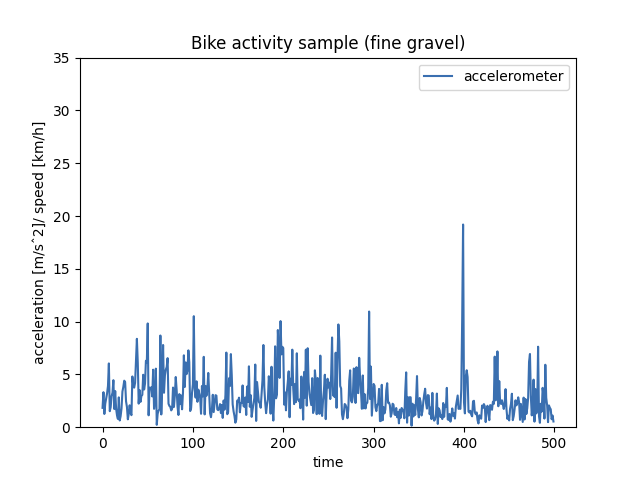 Bike activity sample (fine gravel)
accelerometer
acceleration [m/s^2]/ speed [km/h]
35
30
25
20
15
10
5
0
0 100 200 300 400 500
time